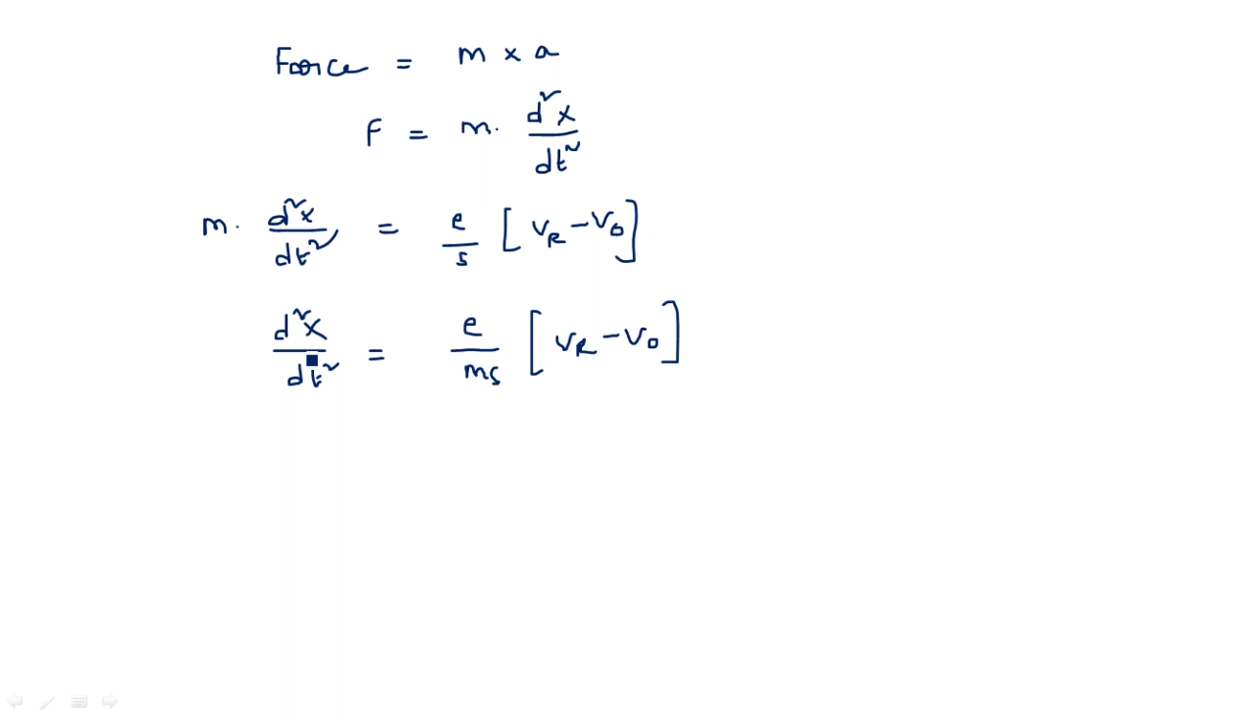 Force = m × a
F = m. d²x/dt²
m. d²x/dt² = e/s [V_R - V_0]
d²x/dt² = e/ms [V_R - V_0]